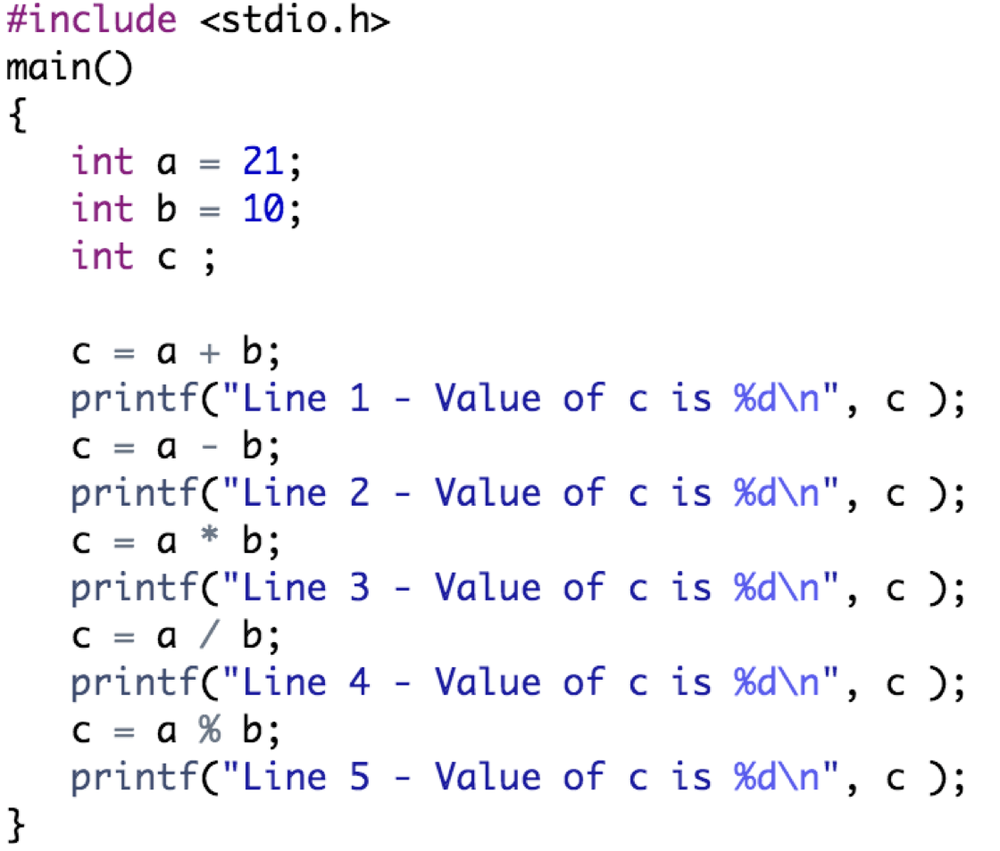 #include <stdio.h>
main()
{
   int a = 21;
   int b = 10;
   int c ;

   c = a + b;
   printf("Line 1 - Value of c is %d\n", c );
   c = a - b;
   printf("Line 2 - Value of c is %d\n", c );
   c = a * b;
   printf("Line 3 - Value of c is %d\n", c );
   c = a / b;
   printf("Line 4 - Value of c is %d\n", c );
   c = a % b;
   printf("Line 5 - Value of c is %d\n", c );
}